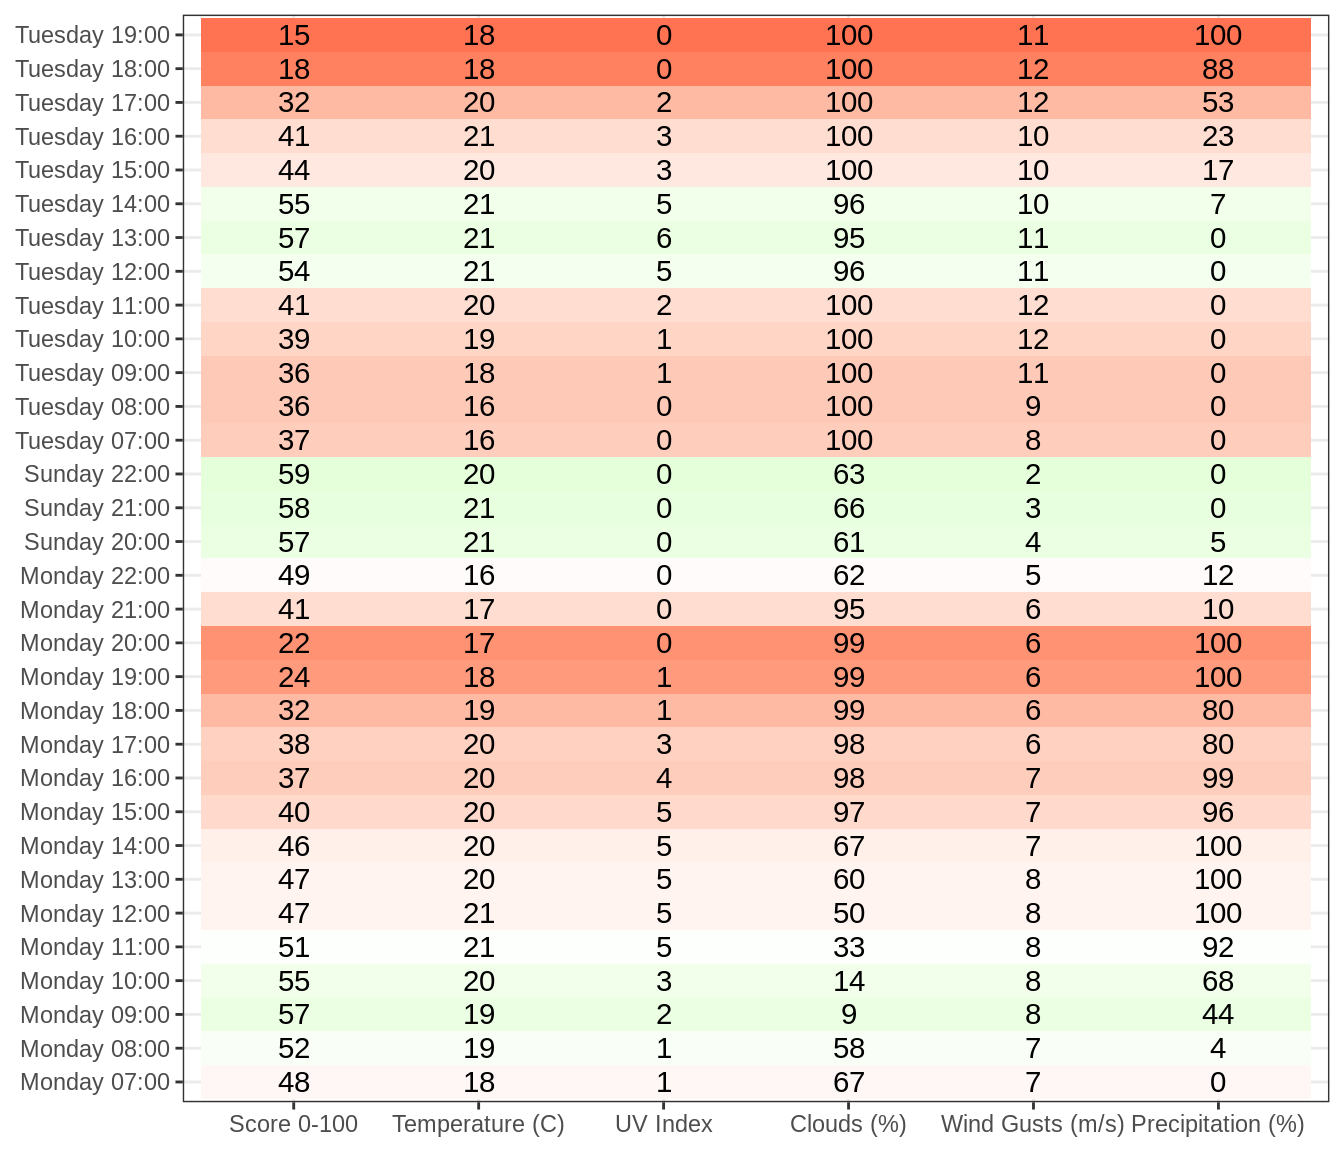 Tuesday 19:00 15 18 0 100 11 100
Tuesday 18:00 18 18 0 100 12 88
Tuesday 17:00 32 20 2 100 12 53
Tuesday 16:00 41 21 3 100 10 23
Tuesday 15:00 44 20 3 100 10 17
Tuesday 14:00 55 21 5 96 10 7
Tuesday 13:00 57 21 6 95 11 0
Tuesday 12:00 54 21 5 96 11 0
Tuesday 11:00 41 20 2 100 12 0
Tuesday 10:00 39 19 1 100 12 0
Tuesday 09:00 36 18 1 100 11 0
Tuesday 08:00 36 16 0 100 9 0
Tuesday 07:00 37 16 0 100 8 0
Sunday 22:00 59 20 0 63 2 0
Sunday 21:00 58 21 0 66 3 0
Sunday 20:00 57 21 0 61 4 5
Monday 22:00 49 16 0 62 5 12
Monday 21:00 41 17 0 95 6 10
Monday 20:00 22 17 0 99 6 100
Monday 19:00 24 18 1 99 6 100
Monday 18:00 32 19 1 99 6 80
Monday 17:00 38 20 3 98 6 80
Monday 16:00 37 20 4 98 7 99
Monday 15:00 40 20 5 97 7 96
Monday 14:00 46 20 5 67 7 100
Monday 13:00 47 20 5 60 8 100
Monday 12:00 47 21 5 50 8 100
Monday 11:00 51 21 5 33 8 92
Monday 10:00 55 20 3 14 8 68
Monday 09:00 57 19 2 9 8 44
Monday 08:00 52 19 1 58 7 4
Monday 07:00 48 18 1 67 7 0
Score 0-100 Temperature (C) UV Index Clouds (%) Wind Gusts (m/s) Precipitation (%)